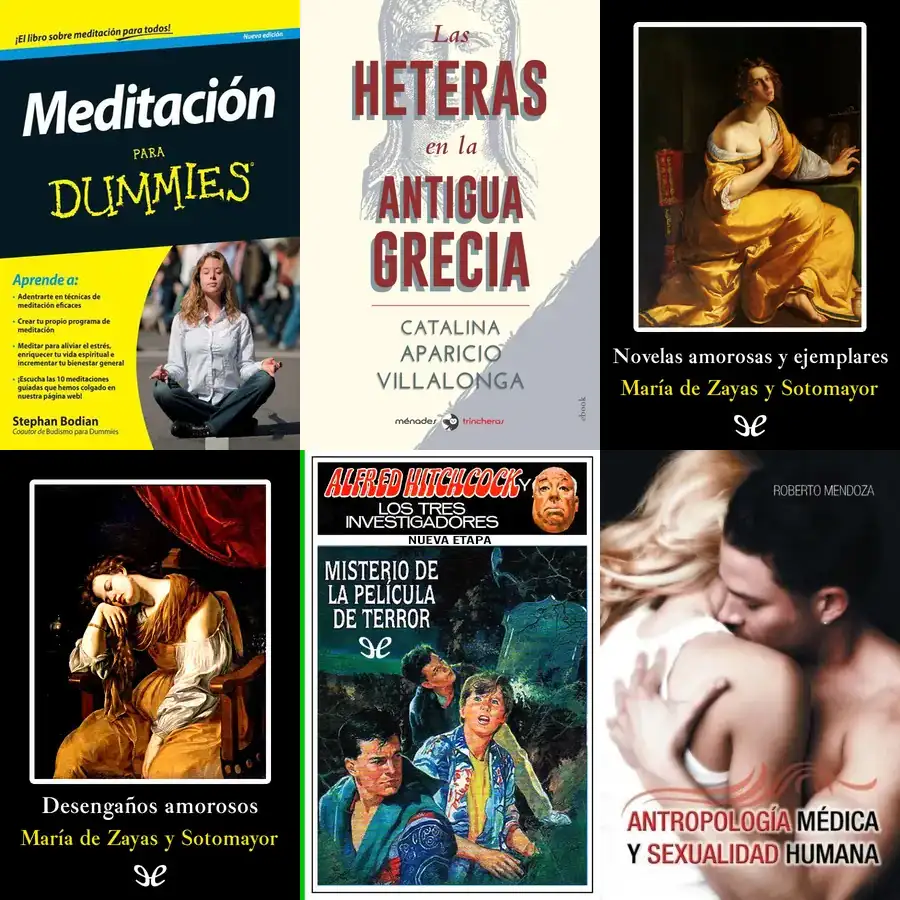 ¡El libro sobre meditación para todos!
Nueva edición
Meditación
PARA
DUMMIES®
Aprende a:
• Adentrarte en técnicas de
meditación eficaces
• Crear tu propio programa de
meditación
• Meditar para aliviar el estrés,
enriquecer tu vida espiritual e
incrementar tu bienestar general
• ¡Escucha las 10 meditaciones
guiadas que hemos colgado en
nuestra página web!
Stephan Bodian
Coautor de Budismo para Dummies
Las
HETERAS
en la
ANTIGUA
GRECIA
CATALINA
APARICIO
VILLALONGA
ménades trincheras
ebook
Novelas amorosas y ejemplares
María de Zayas y Sotomayor
Desengaños amorosos
María de Zayas y Sotomayor
ALFRED HITCHCOCK Y
LOS TRES
INVESTIGADORES
NUEVA ETAPA
MISTERIO DE
LA PELÍCULA
DE TERROR
ROBERTO MENDOZA
ANTROPOLOGÍA MÉDICA
Y SEXUALIDAD HUMANA